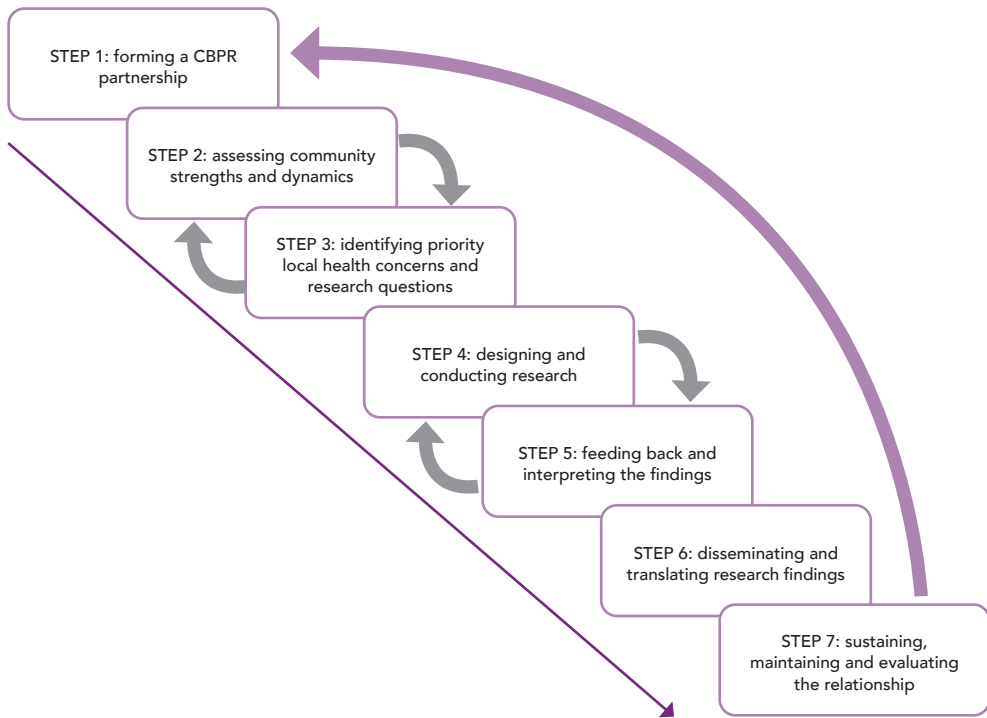 STEP 1: forming a CBPR
partnership
STEP 2: assessing community
strengths and dynamics
STEP 3: identifying priority
local health concerns and
research questions
STEP 4: designing and
conducting research
STEP 5: feeding back and
interpreting the findings
STEP 6: disseminating and
translating research findings
STEP 7: sustaining,
maintaining and evaluating
the relationship